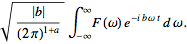 √(|b| / (2π)^(1+a)) ∫_{-∞}^{∞} F(ω) e^{-i b ω t} dω.